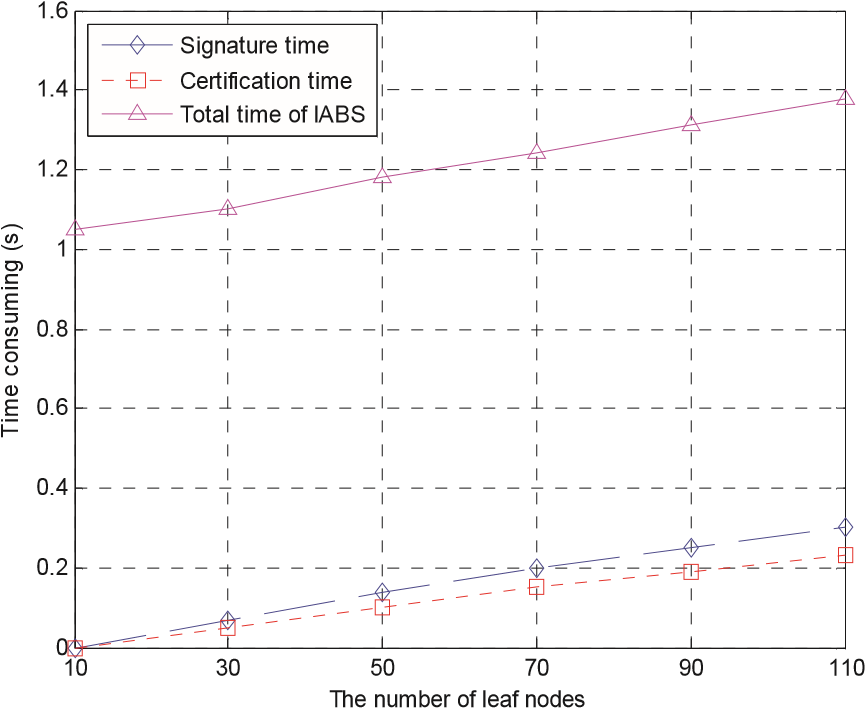 1.6
1.4
1.2
1
0.8
0.6
0.4
0.2
0
Time consuming (s)
Signature time
Certification time
Total time of IABS
10 30 50 70 90 110
The number of leaf nodes